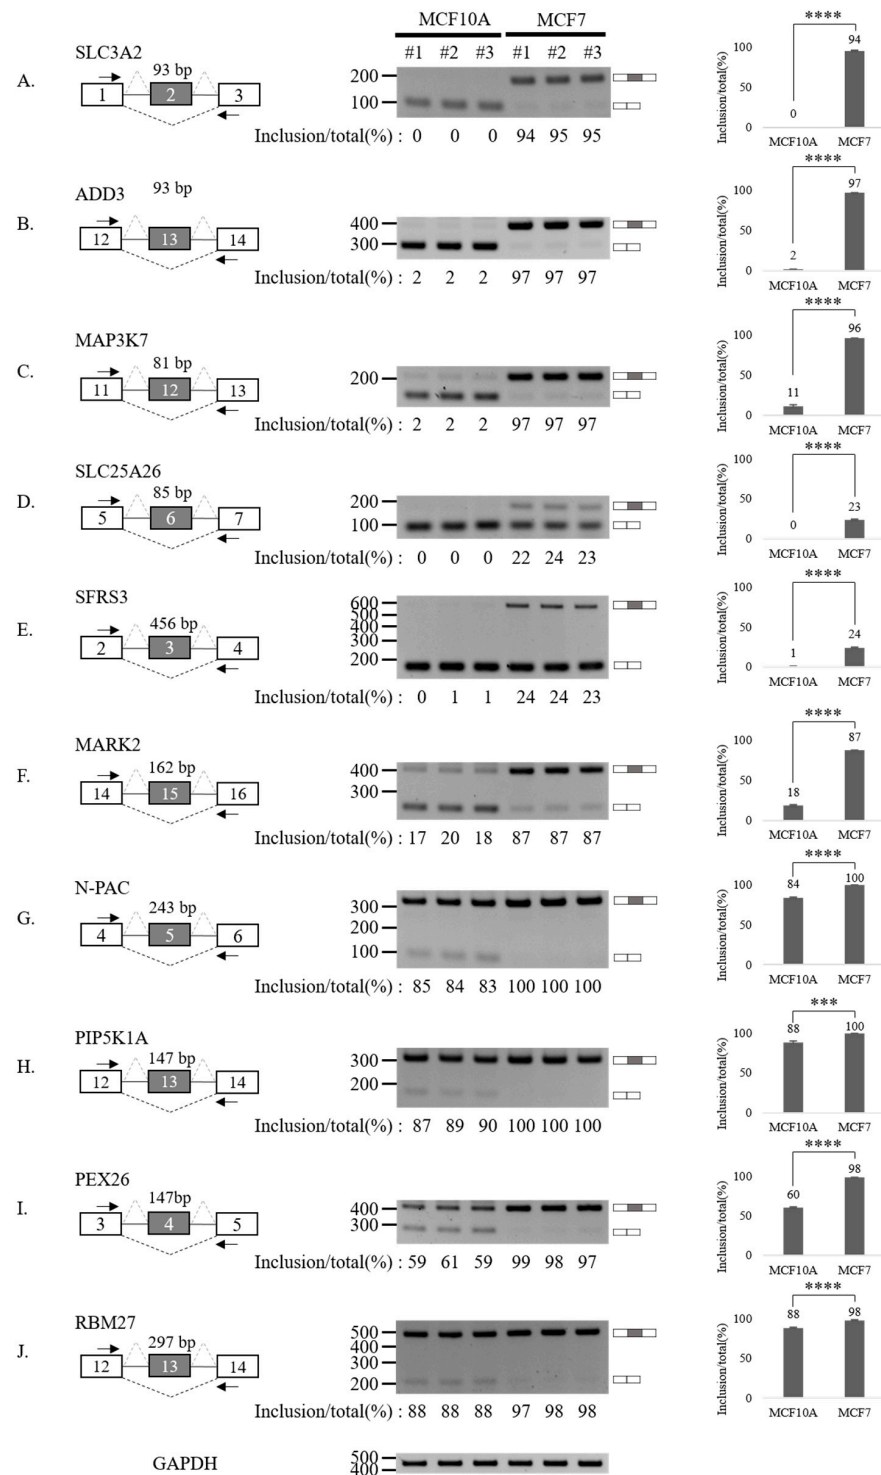 MCF10A MCF7
#1 #2 #3 #1 #2 #3
A.
SLC3A2
93 bp
1 2 3
200
100
Inclusion/total(%) : 0 0 0 94 95 95
Inclusion/total(%)
100
50
0
****
0
94
MCF10A MCF7
B.
ADD3
93 bp
12 13 14
400
300
Inclusion/total(%) : 2 2 2 97 97 97
Inclusion/total(%)
100
50
0
****
2
97
MCF10A MCF7
C.
MAP3K7
81 bp
11 12 13
200
Inclusion/total(%) : 2 2 2 97 97 97
Inclusion/total(%)
100
50
0
****
11
96
MCF10A MCF7
D.
SLC25A26
85 bp
5 6 7
200
100
Inclusion/total(%) : 0 0 0 22 24 23
Inclusion/total(%)
100
50
0
****
0
23
MCF10A MCF7
E.
SFRS3
456 bp
2 3 4
600
500
400
300
200
Inclusion/total(%) : 0 1 1 24 24 23
Inclusion/total(%)
100
50
0
****
1
24
MCF10A MCF7
F.
MARK2
162 bp
14 15 16
400
300
Inclusion/total(%) : 17 20 18 87 87 87
Inclusion/total(%)
100
50
0
****
18
87
MCF10A MCF7
G.
N-PAC
243 bp
4 5 6
300
200
100
Inclusion/total(%) : 85 84 83 100 100 100
Inclusion/total(%)
100
50
0
****
84
100
MCF10A MCF7
H.
PIP5K1A
147 bp
12 13 14
300
200
Inclusion/total(%) : 87 89 90 100 100 100
Inclusion/total(%)
100
50
0
***
88
100
MCF10A MCF7
I.
PEX26
147bp
3 4 5
400
300
Inclusion/total(%) : 59 61 59 99 98 97
Inclusion/total(%)
100
50
0
****
60
98
MCF10A MCF7
J.
RBM27
297 bp
12 13 14
500
400
300
200
Inclusion/total(%) : 88 88 88 97 98 98
Inclusion/total(%)
100
50
0
****
88
98
MCF10A MCF7
GAPDH
500
400